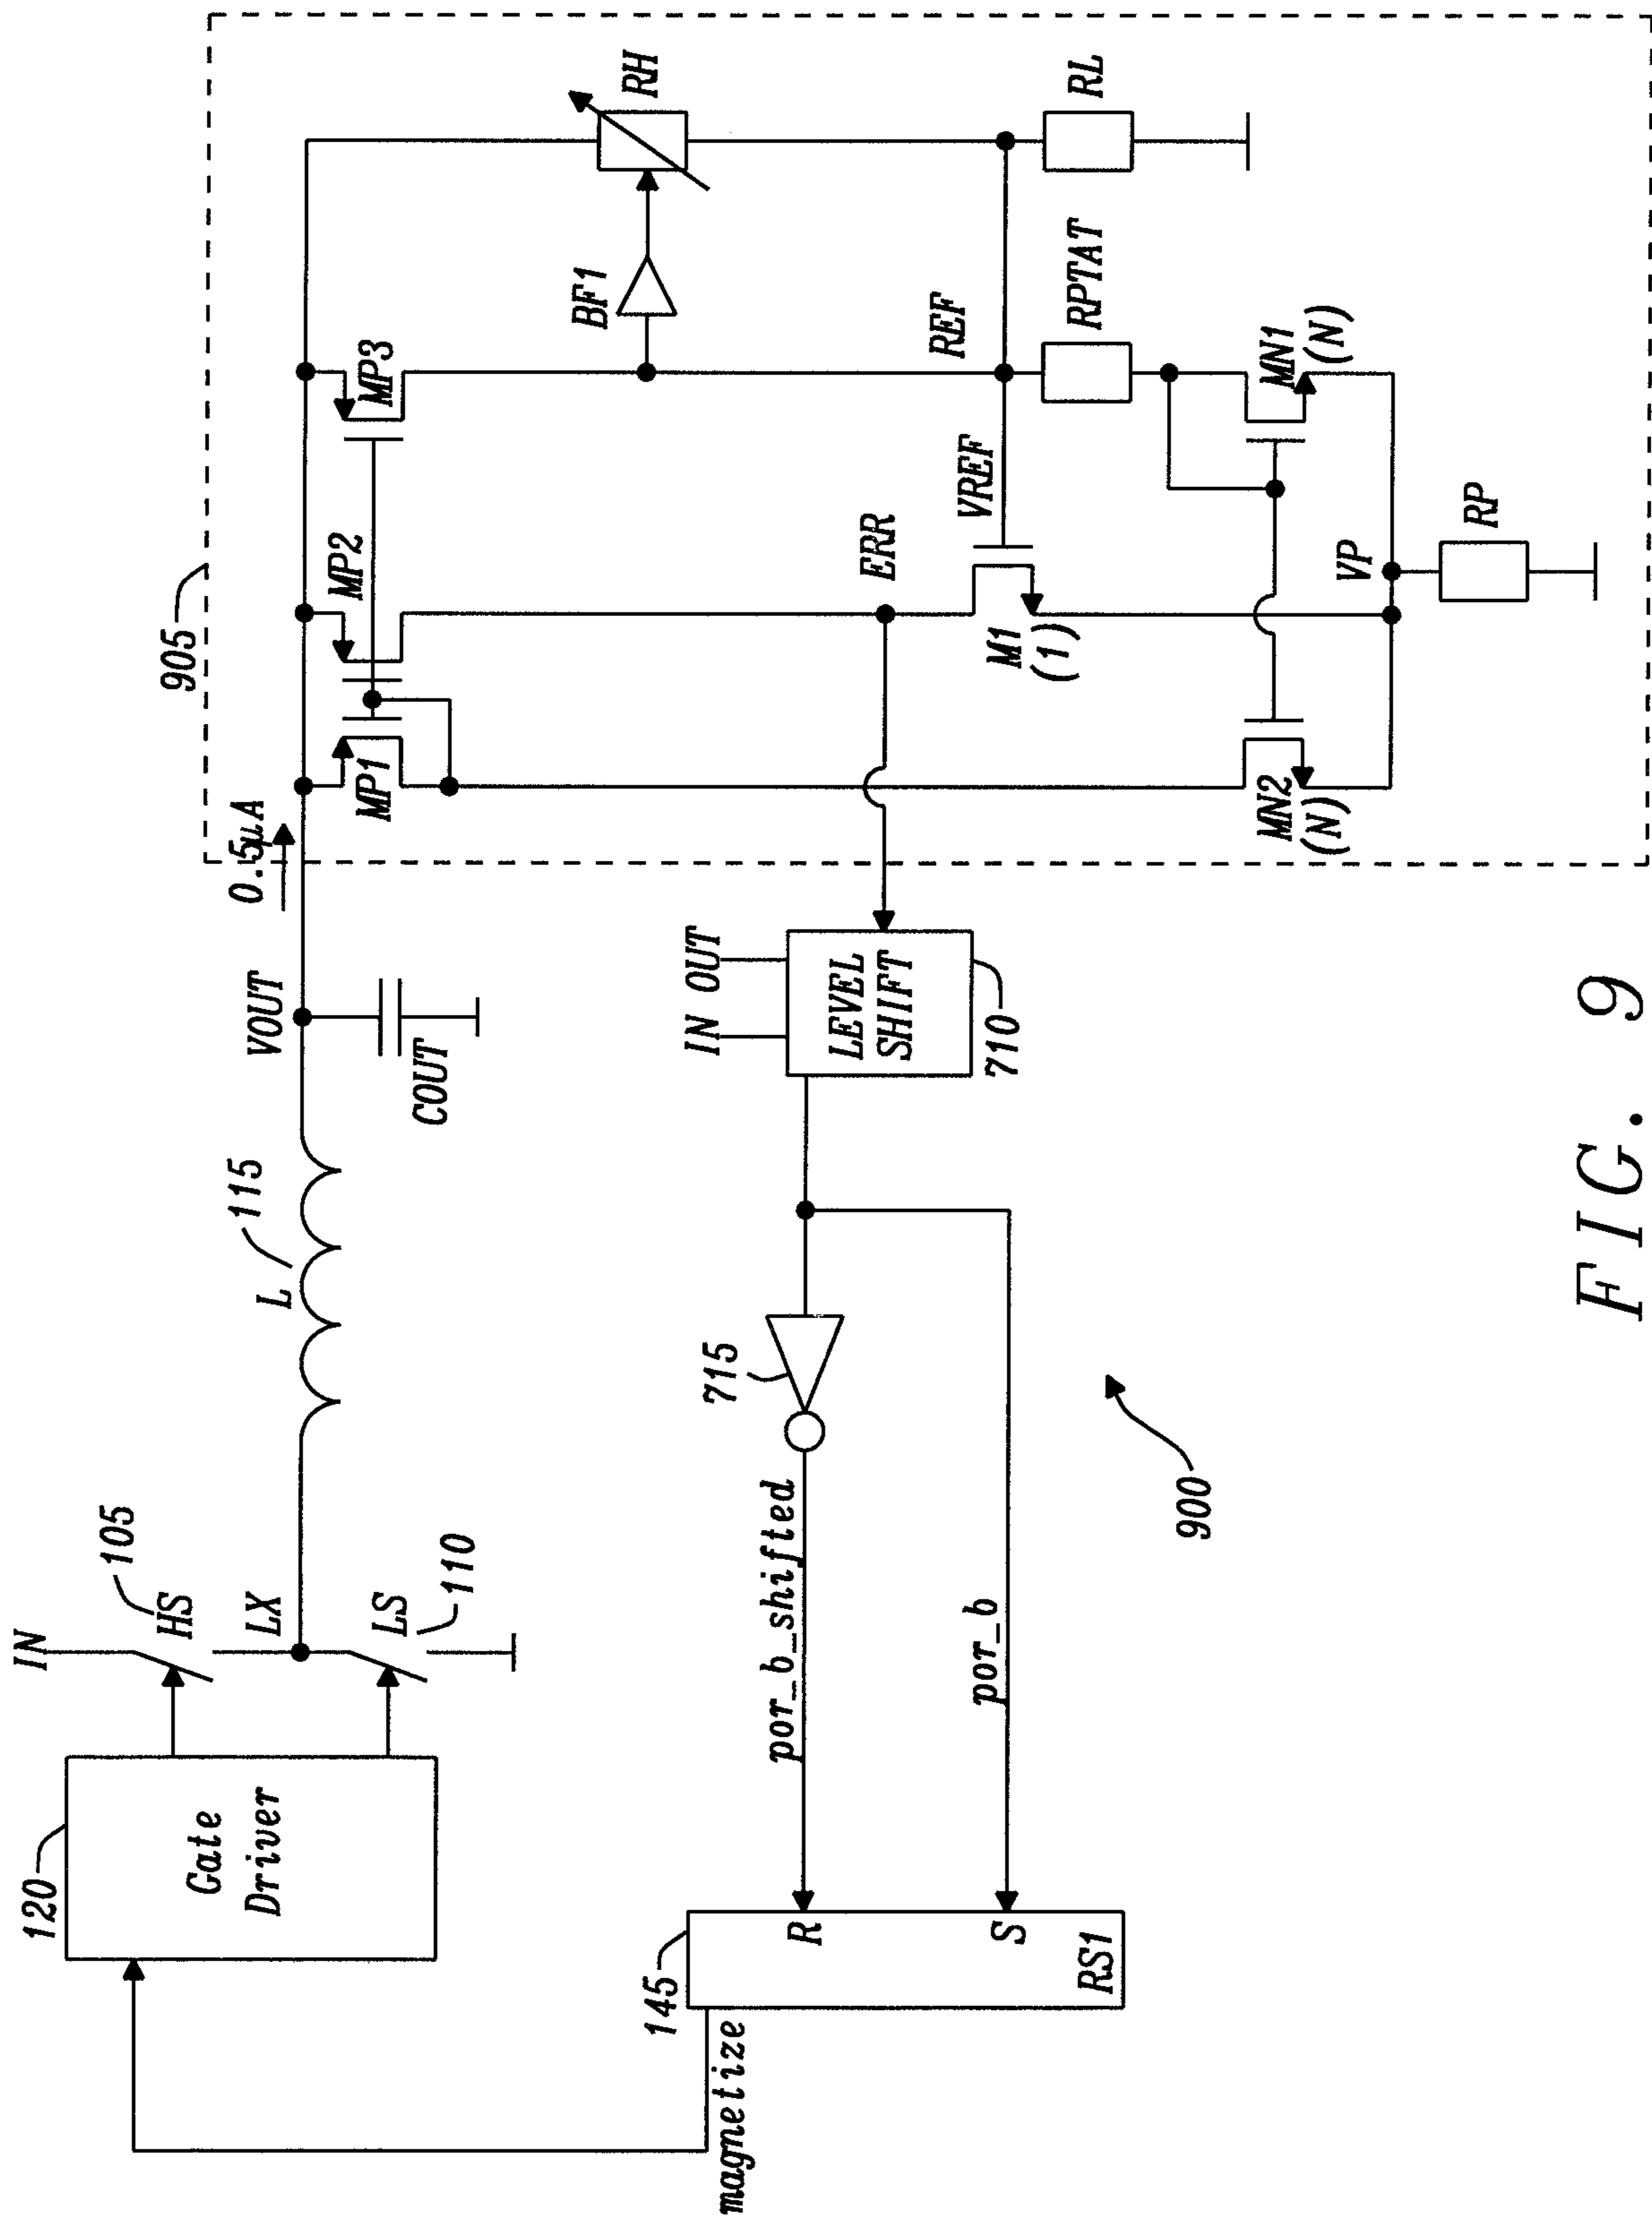 120
Gate
Driver
IN
105
HS
LX
LS
110
L
115
VOUT
COUT
0.5µA
905
MP1
MP2
MP3
BF1
RH
ERR
VREF
REF
RPTAT
RL
M1
(1)
MN2
(N)
MN1
(N)
VP
RP
IN
OUT
LEVEL
SHIFT
710
715
por_b_shifted
por_b
145
R
S
RS1
magnetize
900
FIG. 9